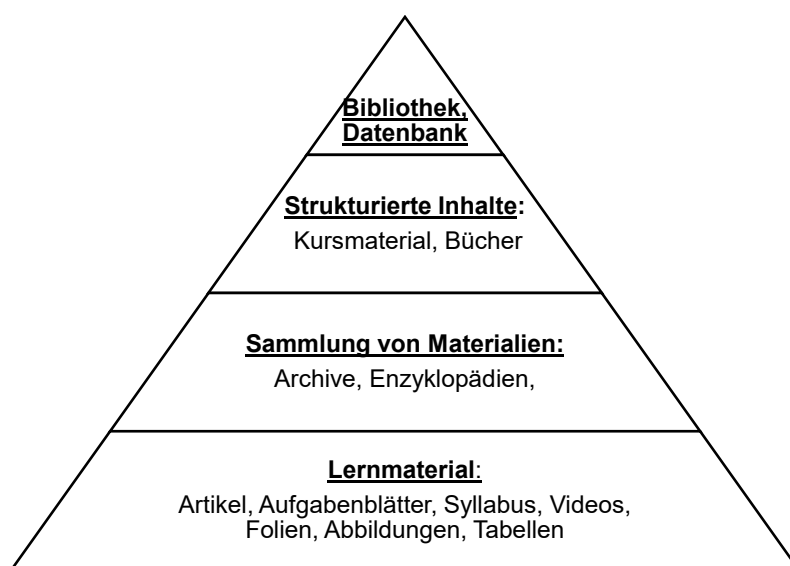 Bibliothek,
Datenbank
Strukturierte Inhalte:
Kursmaterial, Bücher
Sammlung von Materialien:
Archive, Enzyklopädien,
Lernmaterial:
Artikel, Aufgabenblätter, Syllabus, Videos,
Folien, Abbildungen, Tabellen